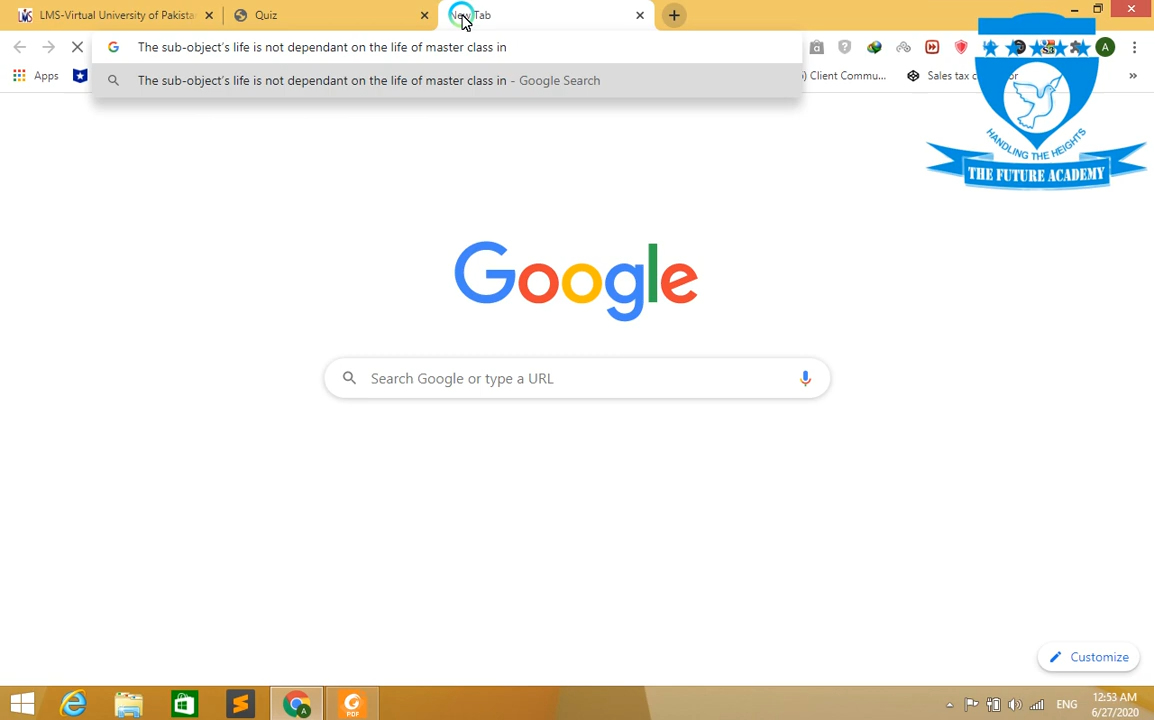 LMS-Virtual University of Pakista
Quiz
New Tab
The sub-object's life is not dependant on the life of master class in
The sub-object's life is not dependant on the life of master class in - Google Search
A
Apps
Client Commu...
Sales tax c
or
»
HANDLING THE HEIGHTS
THE FUTURE ACADEMY
Google
Search Google or type a URL
Customize
PDF
A
ENG
12:53 AM
6/27/2020